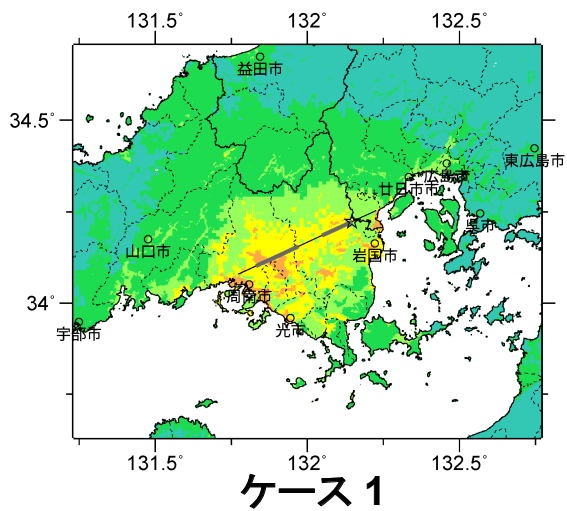 131.5° 132° 132.5°
益田市
34.5°
東広島市
広島市
廿日市市
呉市
山口市
岩国市
周南市
34°
光市
宇部市
131.5° 132° 132.5°
ケース 1